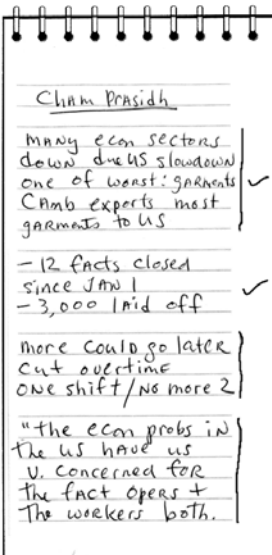 Cham Prasidh
many econ sectors
down due US slowdown
one of worst: garments
Camb exports most
garments to US
- 12 facts closed
since Jan 1
- 3,000 laid off
more could go later
cut overtime
one shift/no more 2
"the econ probs in
the US have us
v. concerned for
the fact opers +
the workers both.